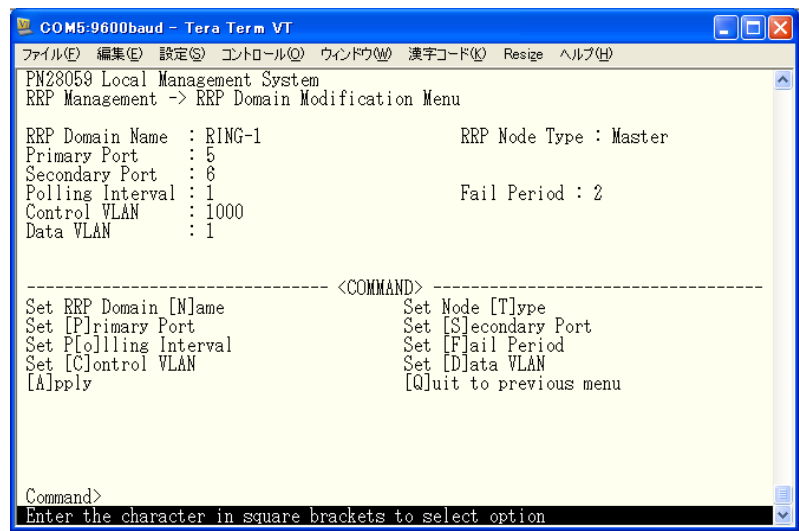 COM5:9600baud - Tera Term VT
ファイル(F) 編集(E) 設定(S) コントロール(O) ウィンドウ(W) 漢字コード(K) Resize ヘルプ(H)
PN28059 Local Management System
RRP Management -> RRP Domain Modification Menu
RRP Domain Name : RING-1 RRP Node Type : Master
Primary Port : 5
Secondary Port : 6
Polling Interval : 1 Fail Period : 2
Control VLAN : 1000
Data VLAN : 1
-------------------------------- <COMMAND> -----------------------------------
Set RRP Domain [N]ame Set Node [T]ype
Set [P]rimary Port Set [S]econdary Port
Set P[o]lling Interval Set [F]ail Period
Set [C]ontrol VLAN Set [D]ata VLAN
[A]pply [Q]uit to previous menu
Command>
Enter the character in square brackets to select option